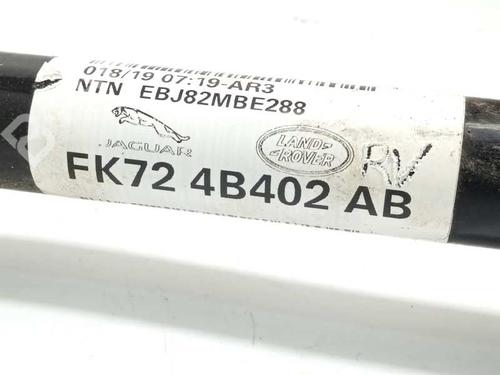 018/19 07:19-AR3
NTN EBJ82MBE288
JAGUAR
LAND-
ROVER
RV
FK72 4B402 AB